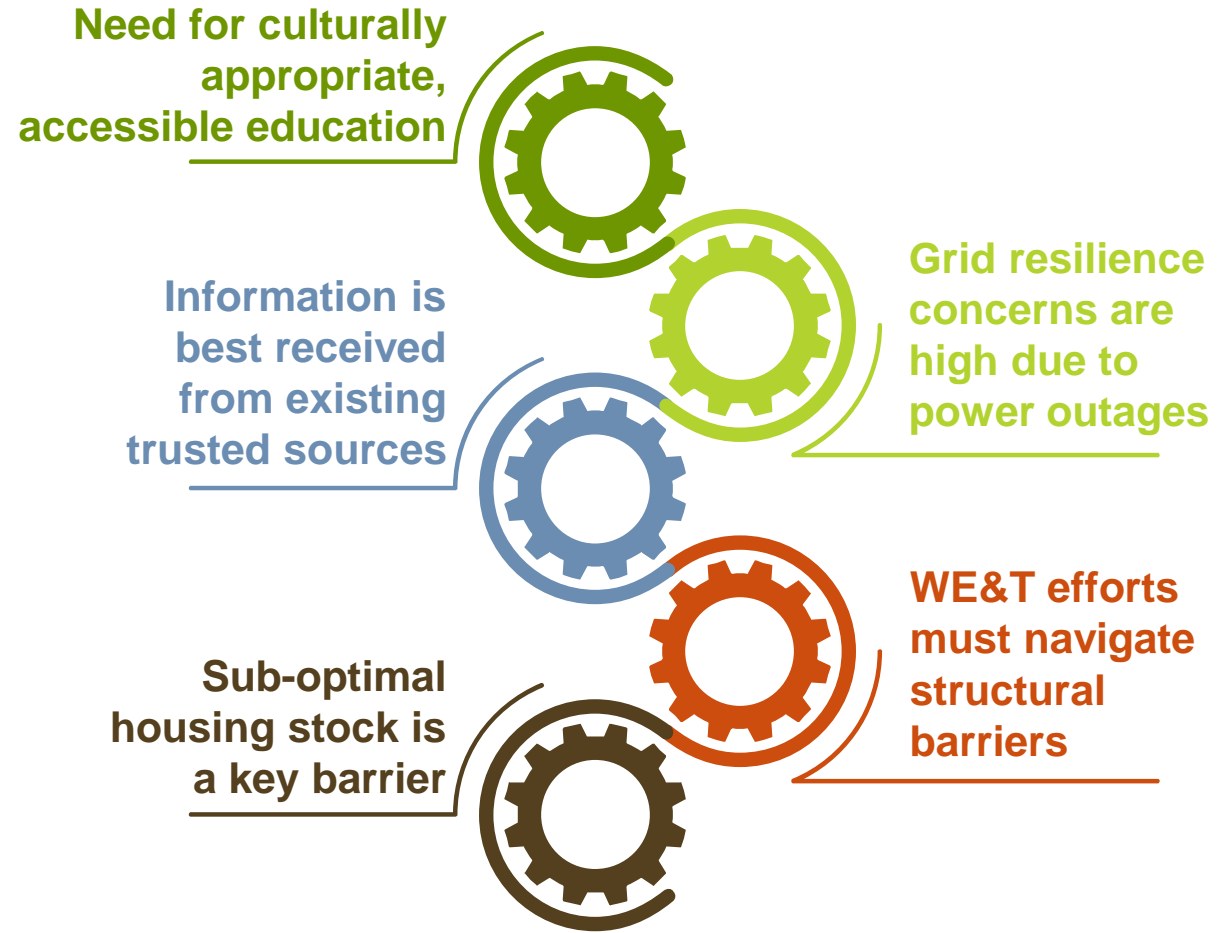 Need for culturally
appropriate,
accessible education
Grid resilience
concerns are
high due to
power outages
Information is
best received
from existing
trusted sources
WE&T efforts
must navigate
structural
barriers
Sub-optimal
housing stock is
a key barrier